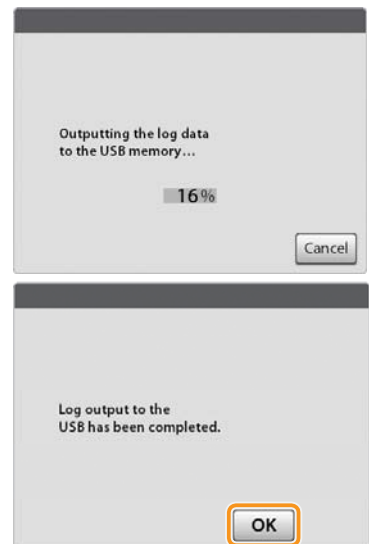 Outputting the log data
to the USB memory...
16%
Cancel
Log output to the
USB has been completed.
OK